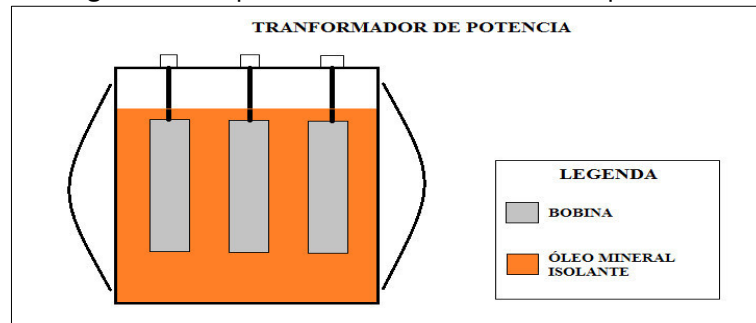 TRANFORMADOR DE POTENCIA
LEGENDA
BOBINA
ÓLEO MINERAL
ISOLANTE